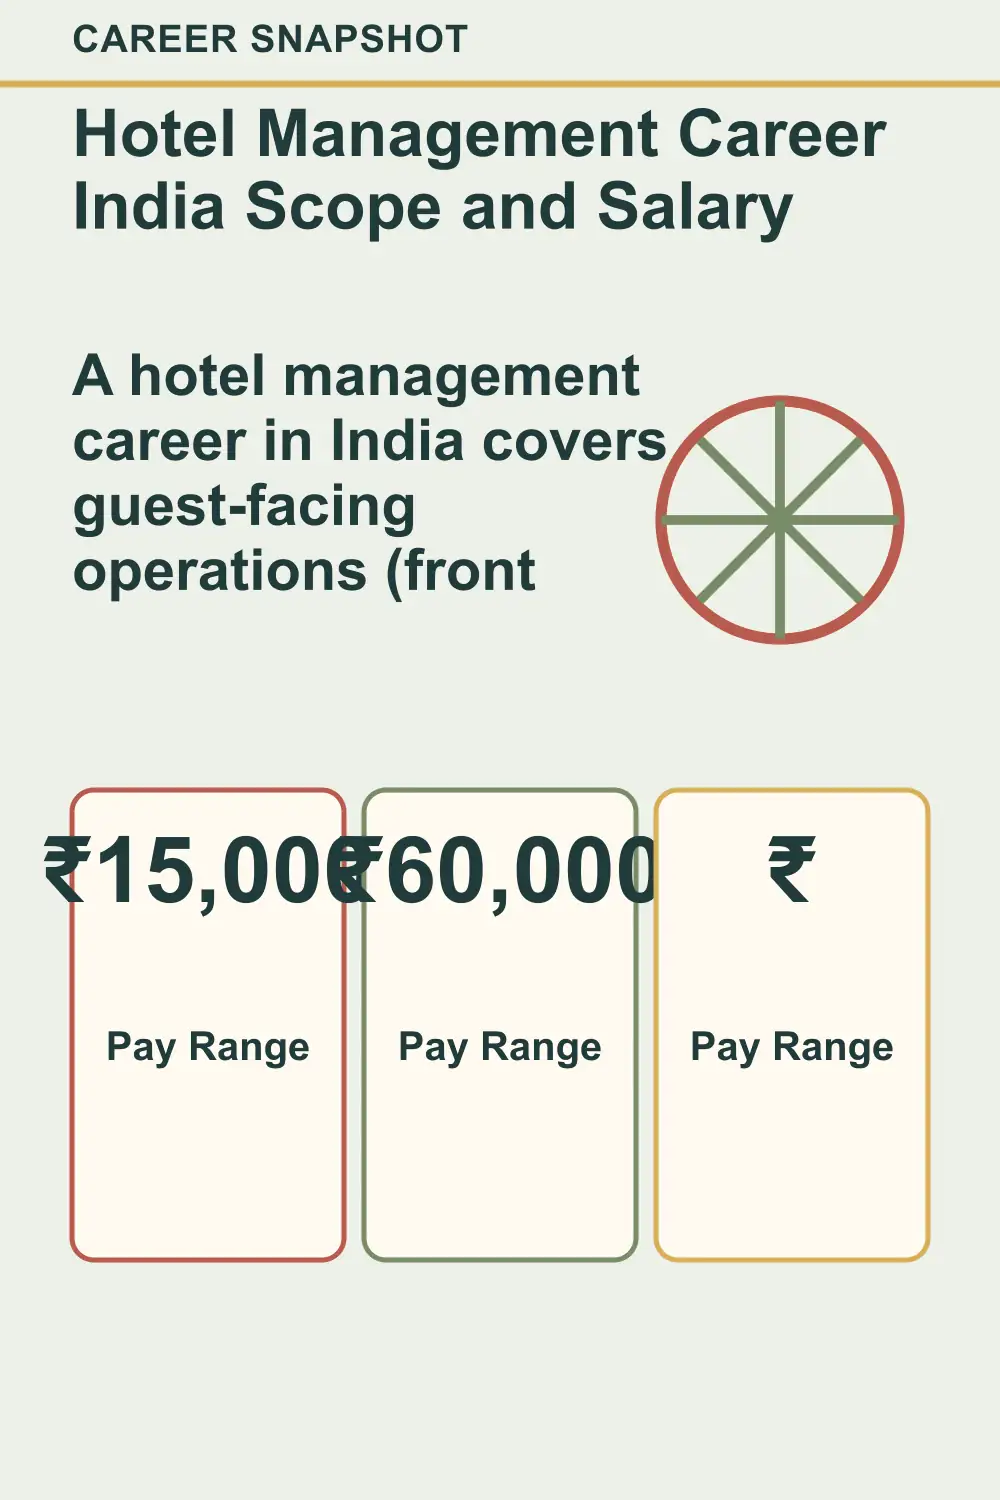 CAREER SNAPSHOT
Hotel Management Career
India Scope and Salary
A hotel management
career in India covers
guest-facing
operations (front
₹15,000
₹60,000
₹
Pay Range
Pay Range
Pay Range